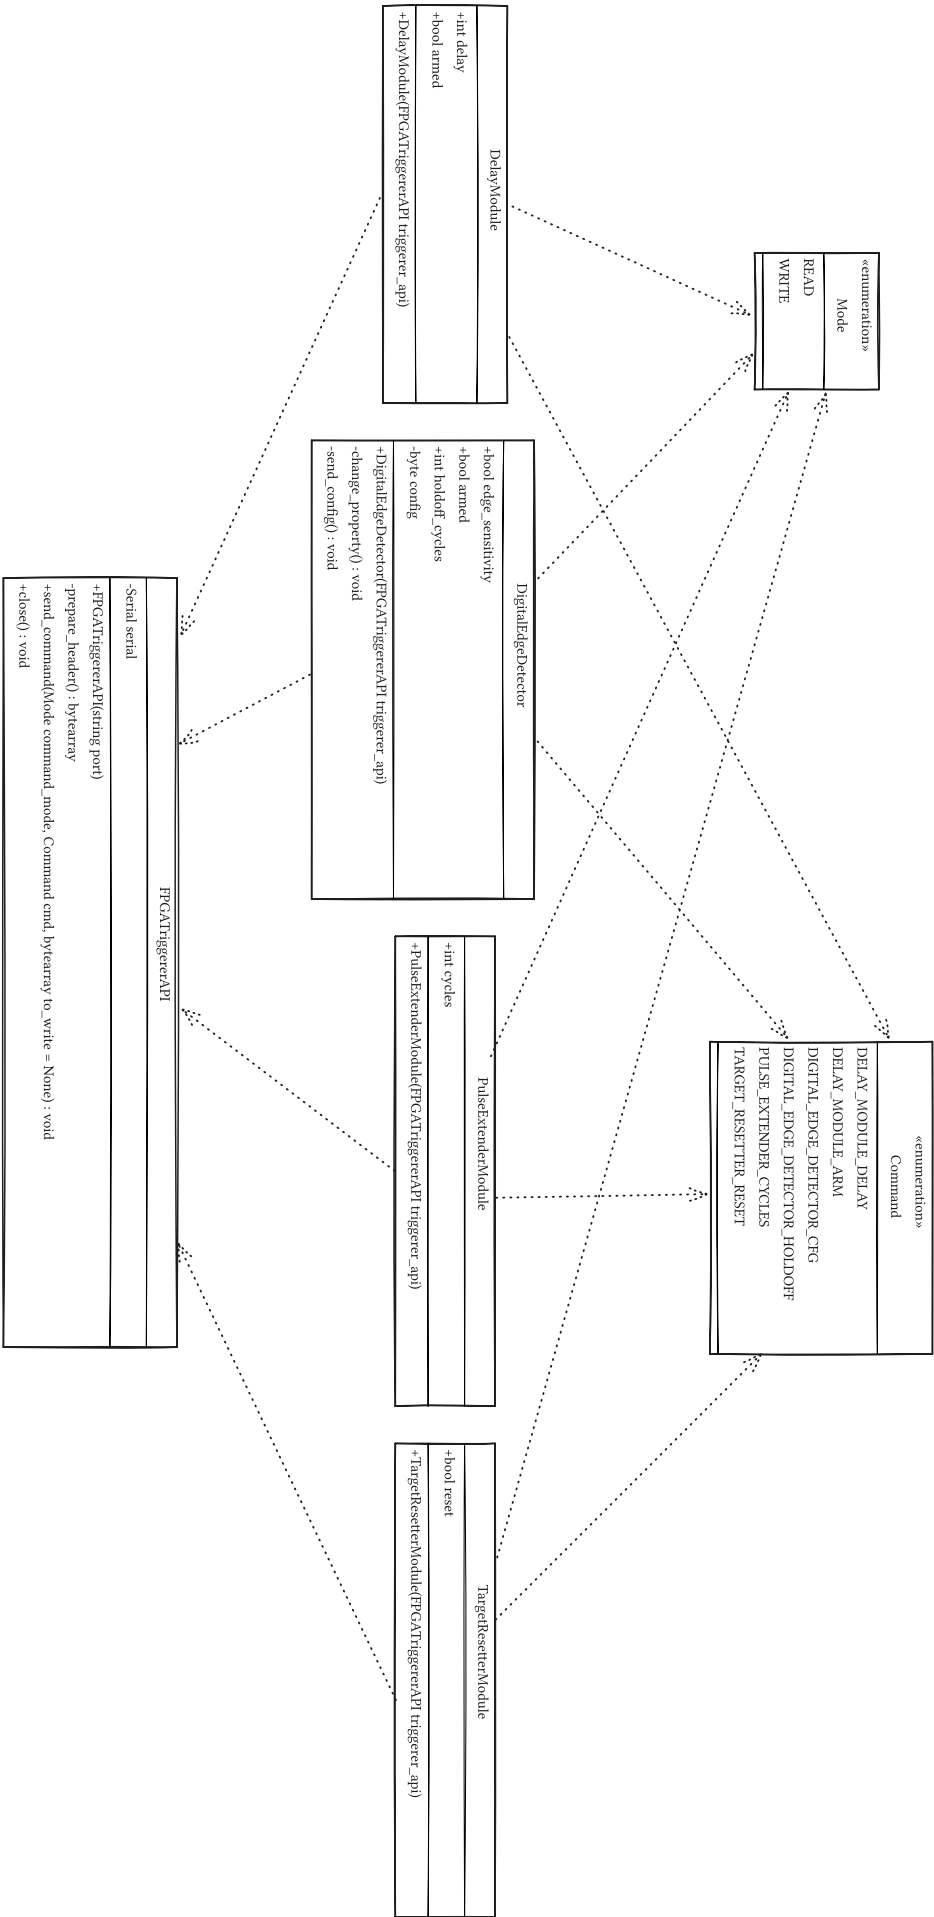 «enumeration»
Mode
READ
WRITE
«enumeration»
Command
DELAY_MODULE_DELAY
DELAY_MODULE_ARM
DIGITAL_EDGE_DETECTOR_CFG
DIGITAL_EDGE_DETECTOR_HOLDOFF
PULSE_EXTENDER_CYCLES
TARGET_RESETTER_RESET
DelayModule
+int delay
+bool armed
+DelayModule(FPGATriggererAPI triggerer_api)
DigitalEdgeDetector
+bool edge_sensitivity
+bool armed
+int holdoff_cycles
-byte config
+DigitalEdgeDetector(FPGATriggererAPI triggerer_api)
-change_property() : void
-send_config() : void
PulseExtenderModule
+int cycles
+PulseExtenderModule(FPGATriggererAPI triggerer_api)
TargetResetterModule
+bool reset
+TargetResetterModule(FPGATriggererAPI triggerer_api)
FPGATriggererAPI
-Serial serial
+FPGATriggererAPI(string port)
-prepare_header() : bytearray
+send_command(Mode command_mode, Command cmd, bytearray to_write = None) : void
+close() : void